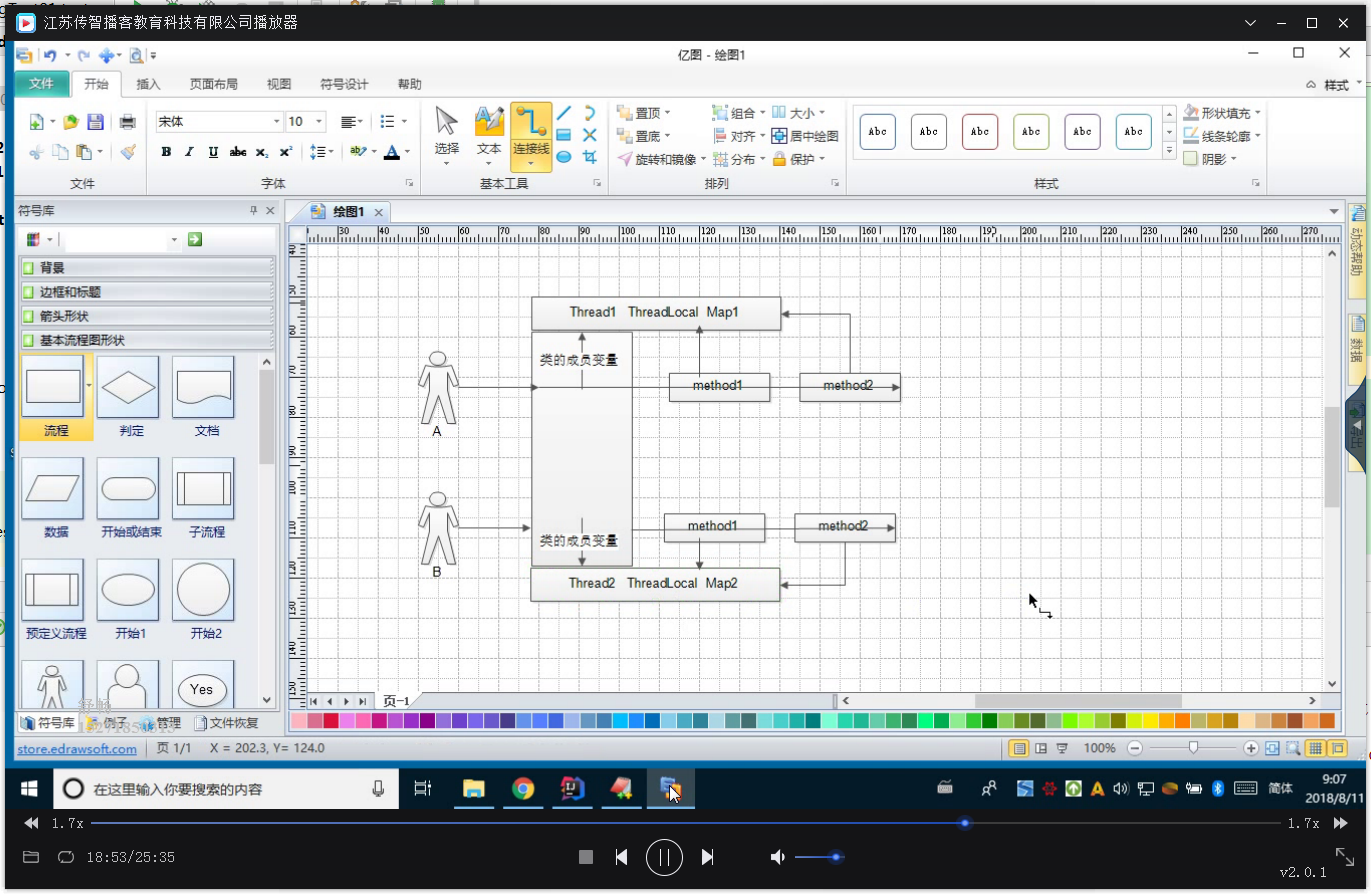 江苏传智播客教育科技有限公司播放器
亿图 - 绘图1
文件 开始 插入 页面布局 视图 符号设计 帮助 样式
宋体 10
选择 文本 连接线
置顶 组合 大小
置底 对齐 居中绘图
旋转和镜像 分布 保护
Abc Abc Abc Abc Abc Abc
形状填充
线条轮廓
阴影
文件 字体 基本工具 排列 样式
符号库
绘图1
30 40 50 60 70 80 90 100 110 120 130 140 150 160 170 180 190 200 210 220 230 240 250 260 270
背景
边框和标题
箭头形状
基本流程图形状
流程 判定 文档
数据 开始或结束 子流程
预定义流程 开始1 开始2
Yes
Thread1 ThreadLocal Map1
类的成员变量
method1 method2
A
method1 method2
类的成员变量
B
Thread2 ThreadLocal Map2
动态帮助
数据
页-1
符号库 例子 管理 文件恢复
store.edrawsoft.com 页 1/1 X = 202.3, Y= 124.0 100%
在这里输入你要搜索的内容
简体
9:07
2018/8/11
1.7x 1.7x
18:53/25:35
v2.0.1